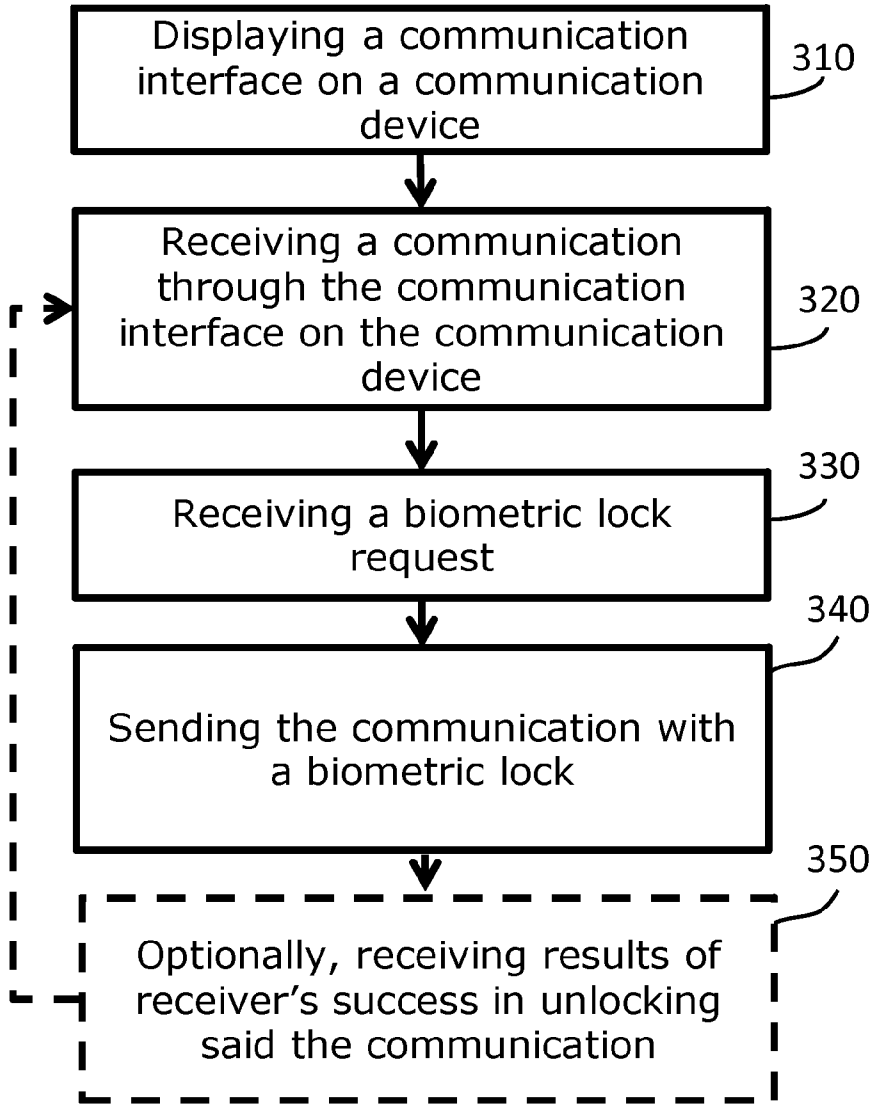 Displaying a communication
interface on a communication
device
310
Receiving a communication
through the communication
interface on the communication
device
320
Receiving a biometric lock
request
330
Sending the communication with
a biometric lock
340
Optionally, receiving results of
receiver’s success in unlocking
said the communication
350